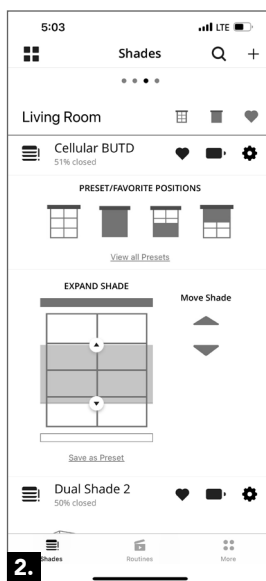 5:03
LTE
Shades
Living Room
Cellular BUTD
51% closed
PRESET/FAVORITE POSITIONS
View all Presets
EXPAND SHADE
Move Shade
Save as Preset
Dual Shade 2
50% closed
Shades
Routines
More
2.